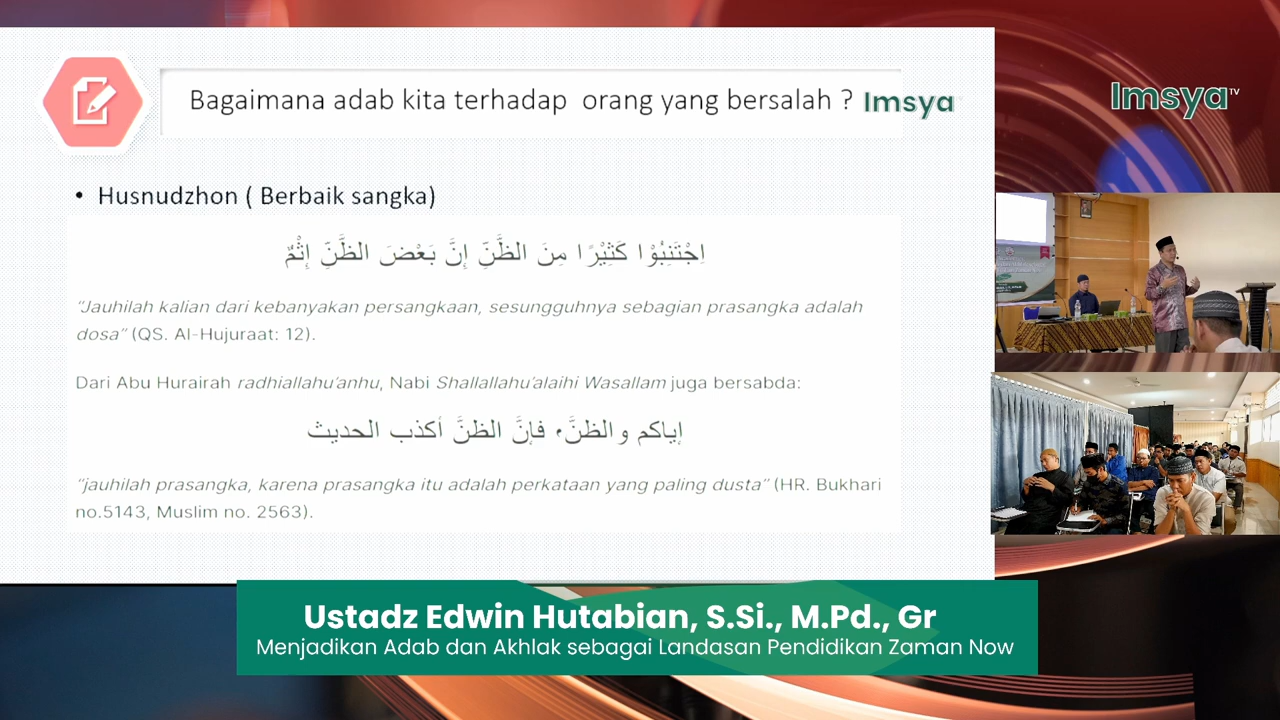 Bagaimana adab kita terhadap orang yang bersalah ?
Imsya
Imsya TV
• Husnudzhon ( Berbaik sangka)
اِجْتَنِبُوْا كَثِيْرًا مِنَ الظَّنِّ إِنَّ بَعْضَ الظَّنِّ إِثْمٌ
“Jauhilah kalian dari kebanyakan persangkaan, sesungguhnya sebagian prasangka adalah
dosa” (QS. Al-Hujuraat: 12).
Dari Abu Hurairah radhiallahu’anhu, Nabi Shallallahu’alaihi Wasallam juga bersabda:
إياكم والظنَّ، فإنَّ الظنَّ أكذب الحديث
“jauhilah prasangka, karena prasangka itu adalah perkataan yang paling dusta” (HR. Bukhari
no.5143, Muslim no. 2563).
Ustadz Edwin Hutabian, S.Si., M.Pd., Gr
Menjadikan Adab dan Akhlak sebagai Landasan Pendidikan Zaman Now